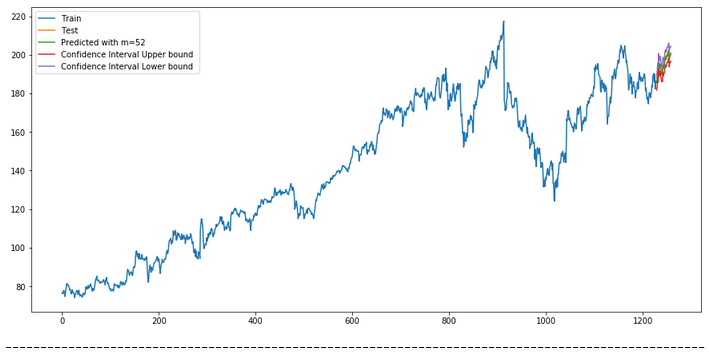 Train
Test
Predicted with m=52
Confidence Interval Upper bound
Confidence Interval Lower bound
220
200
180
160
140
120
100
80
0 200 400 600 800 1000 1200